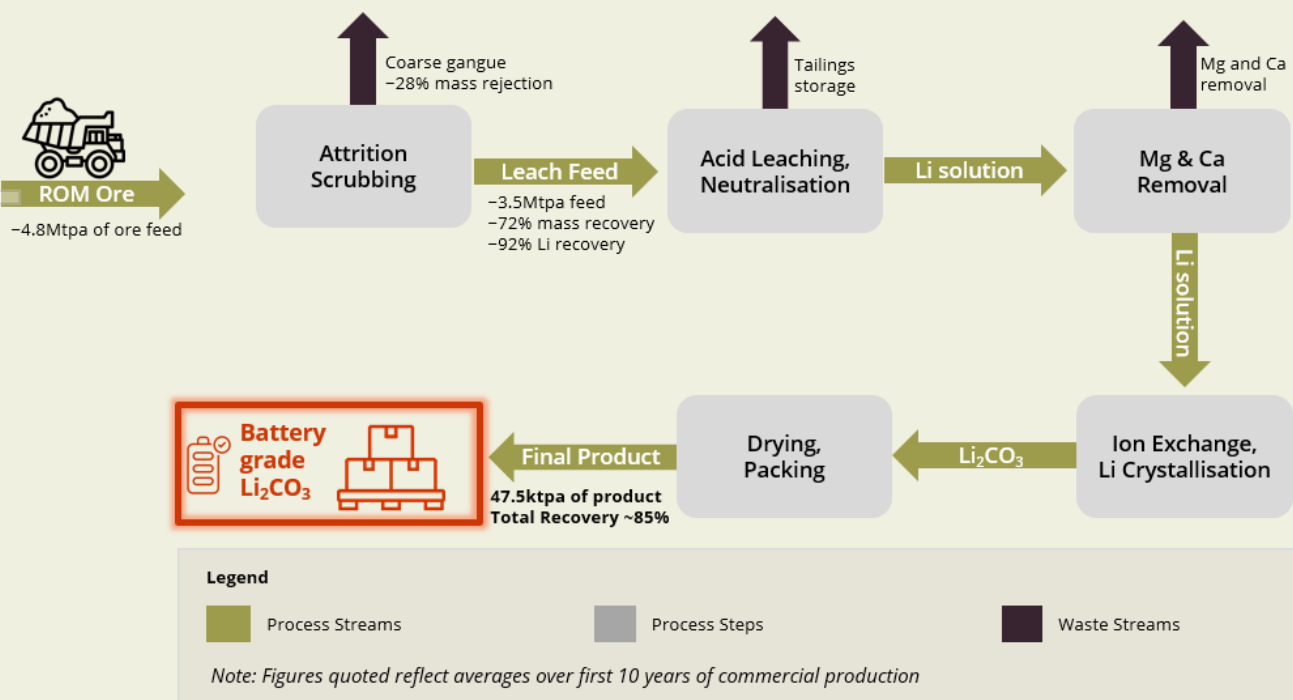 Coarse gangue
~28% mass rejection
Tailings
storage
Mg and Ca
removal
ROM Ore
~4.8Mtpa of ore feed
Attrition
Scrubbing
Leach Feed
~3.5Mtpa feed
~72% mass recovery
~92% Li recovery
Acid Leaching,
Neutralisation
Li solution
Mg & Ca
Removal
Li solution
Ion Exchange,
Li Crystallisation
Li₂CO₃
Drying,
Packing
Final Product
47.5ktpa of product
Total Recovery ~85%
Battery
grade
Li₂CO₃
Legend
Process Streams
Process Steps
Waste Streams
Note: Figures quoted reflect averages over first 10 years of commercial production